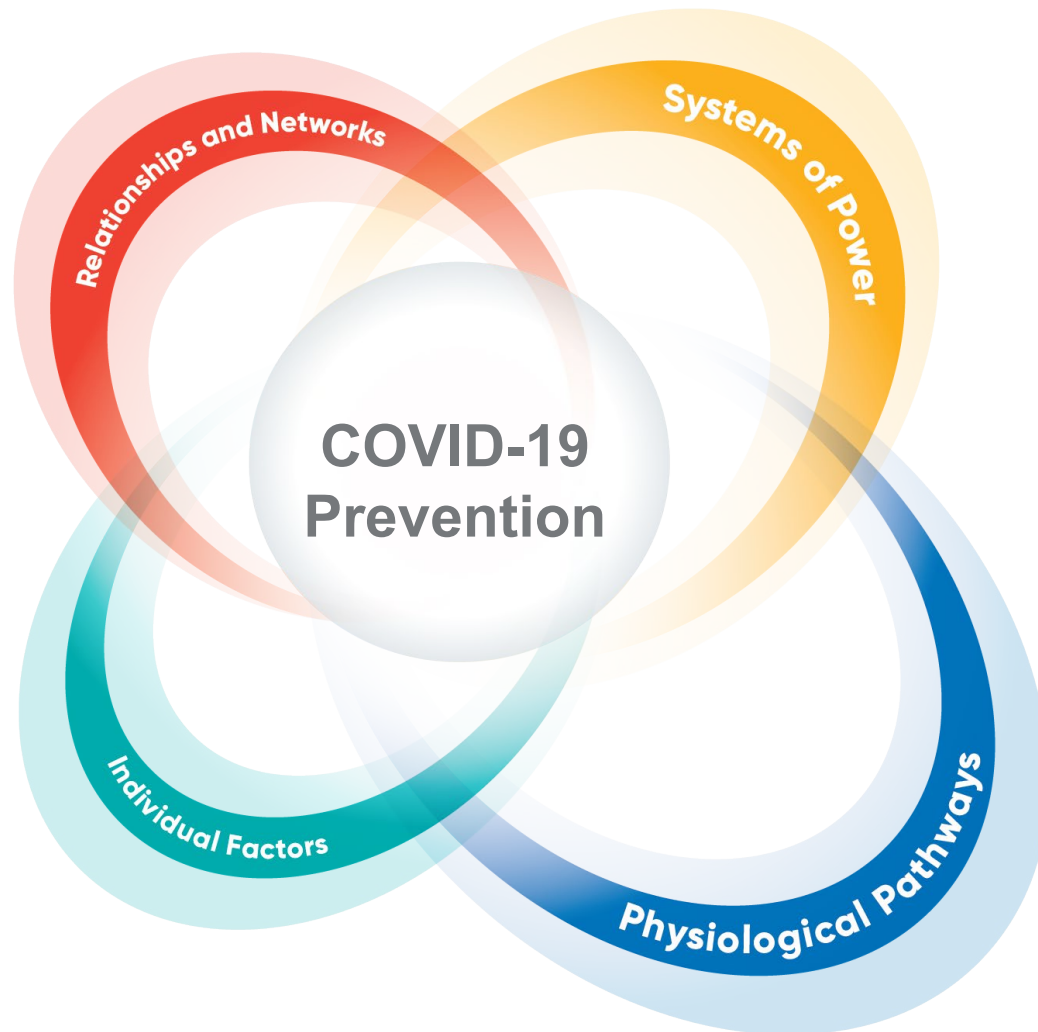 Relationships and Networks
Systems of Power
COVID-19
Prevention
Individual Factors
Physiological Pathways